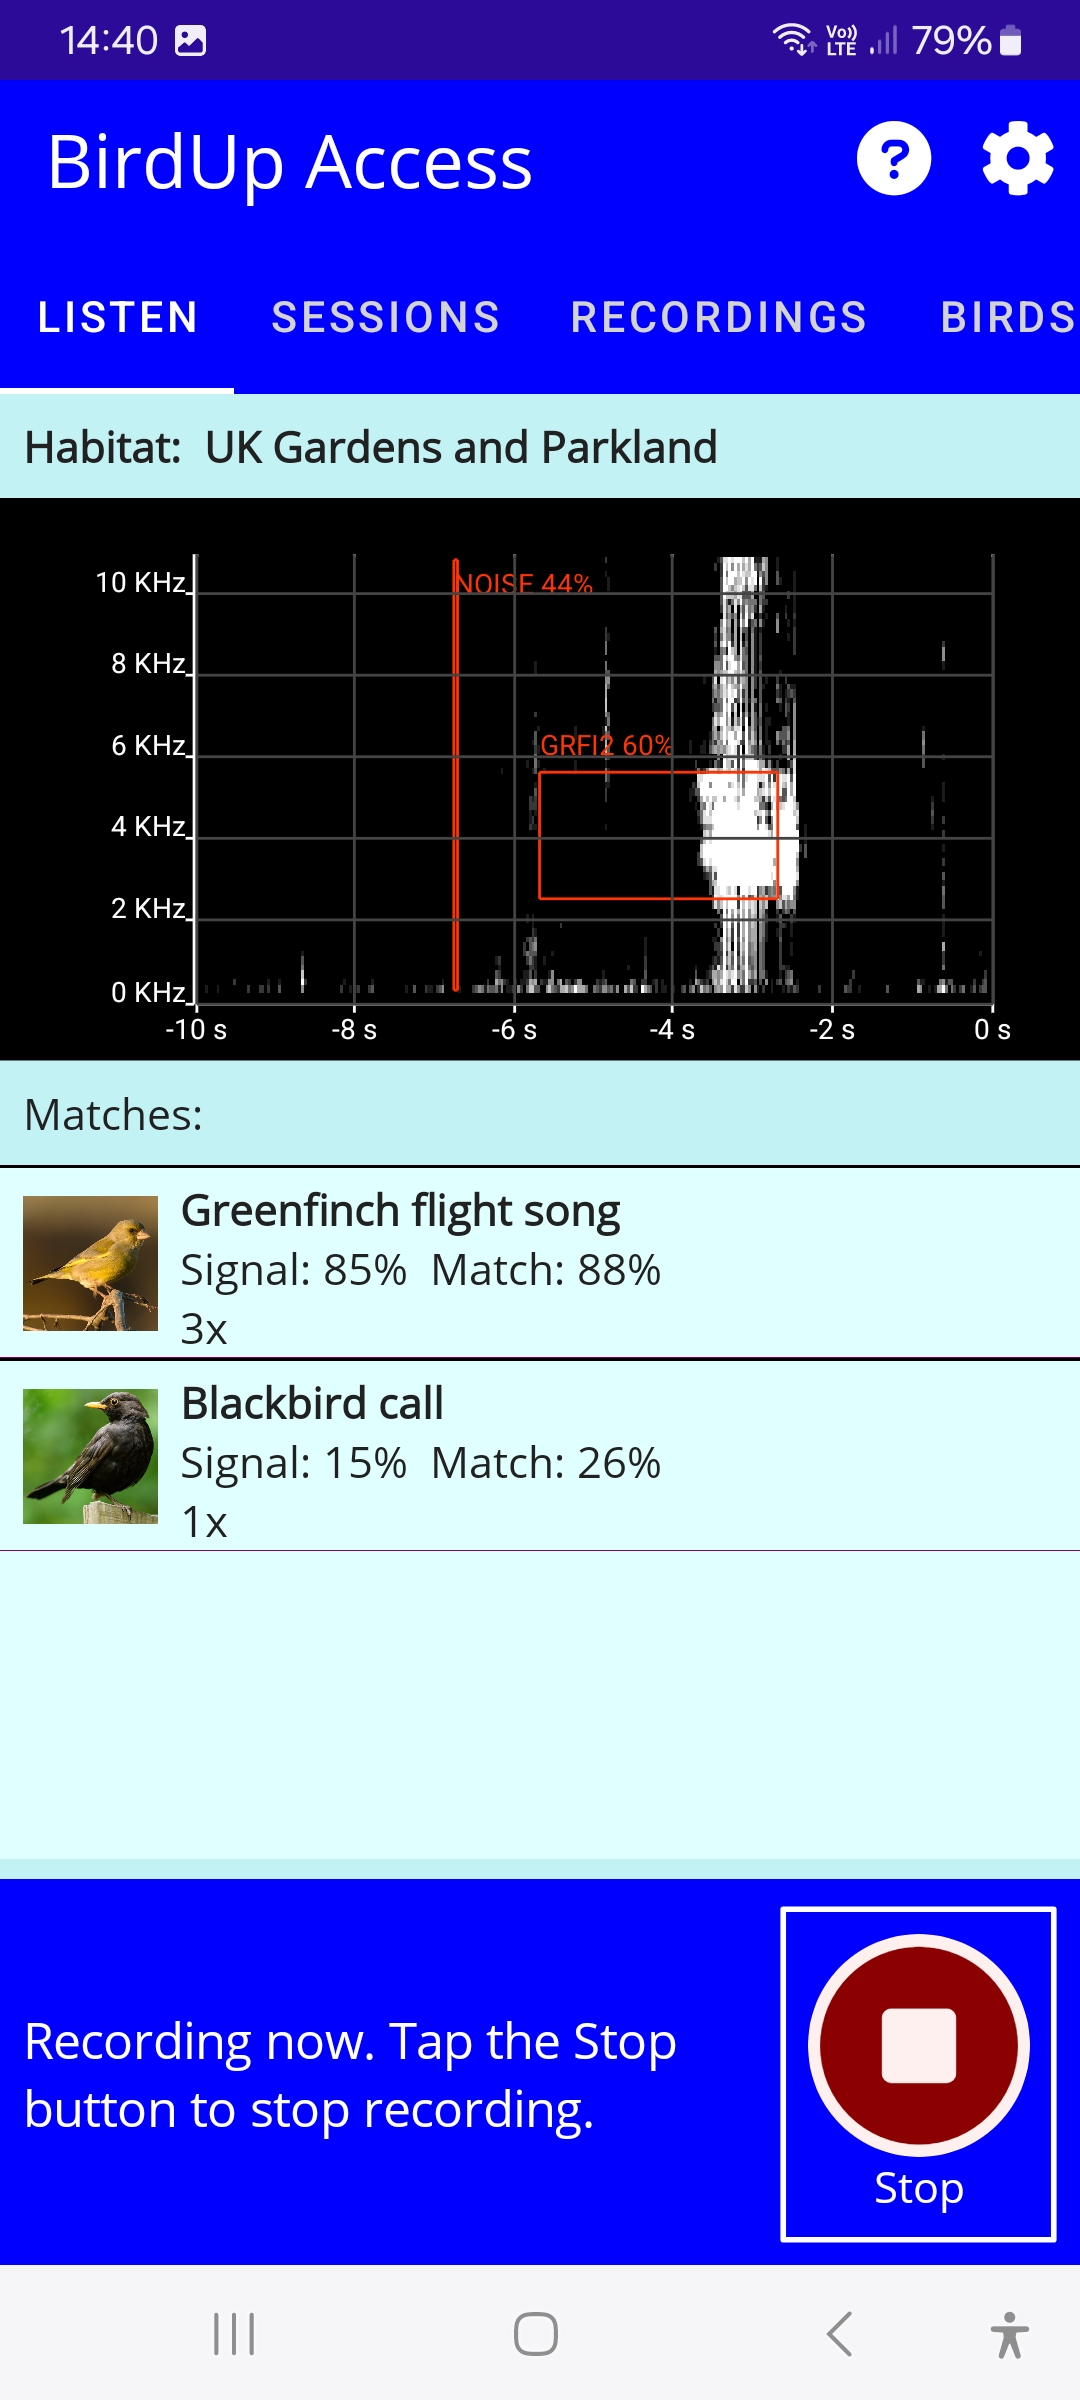 14:40 Vo)) LTE 79%
BirdUp Access ?
LISTEN SESSIONS RECORDINGS BIRDS
Habitat: UK Gardens and Parkland
10 KHz
NOISE 44%
8 KHz
6 KHz
GRFI2 60%
4 KHz
2 KHz
0 KHz
-10 s -8 s -6 s -4 s -2 s 0 s
Matches:
Greenfinch flight song
Signal: 85% Match: 88%
3x
Blackbird call
Signal: 15% Match: 26%
1x
Recording now. Tap the Stop
button to stop recording.
Stop